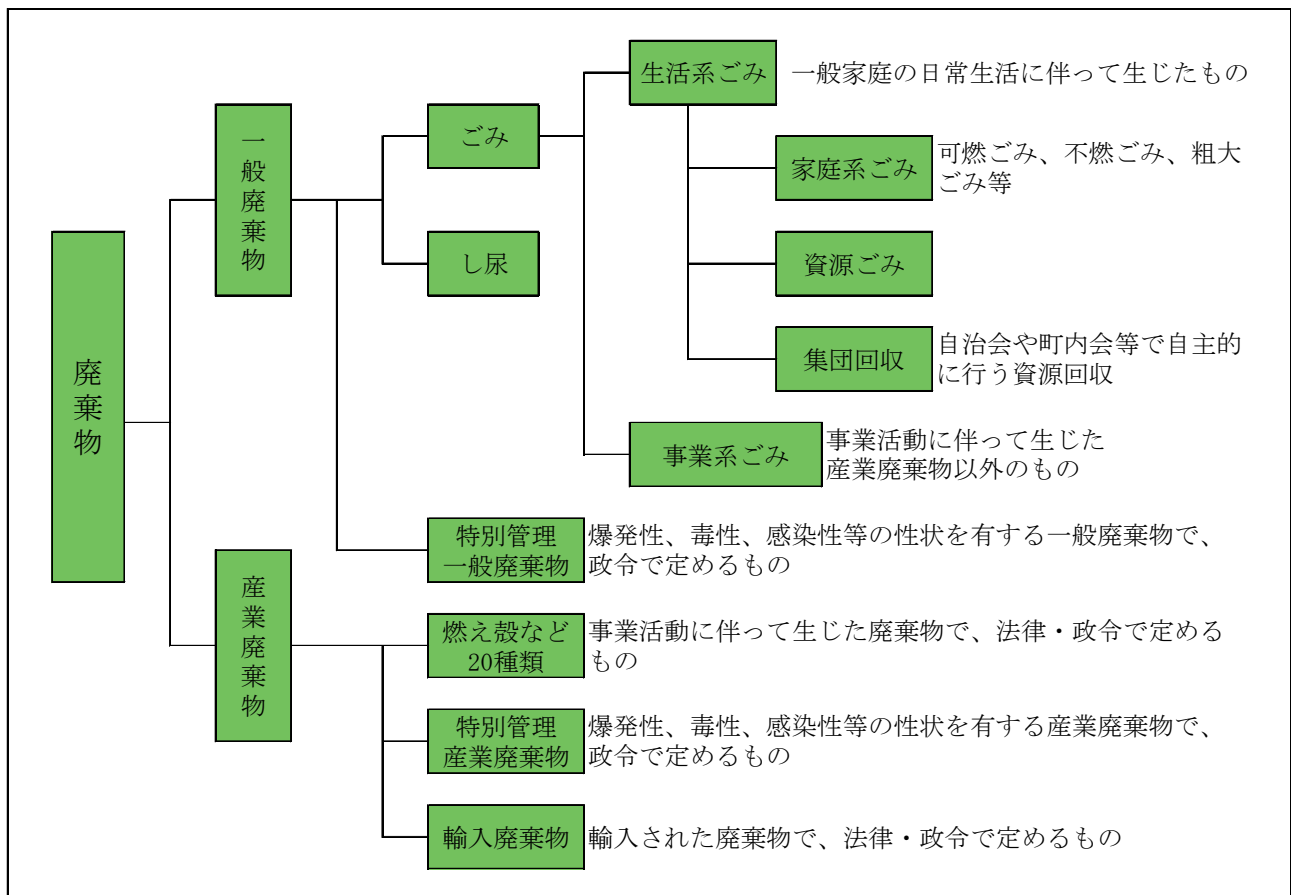 廃棄物
一般廃棄物
ごみ
生活系ごみ
一般家庭の日常生活に伴って生じたもの
家庭系ごみ
可燃ごみ、不燃ごみ、粗大
ごみ等
資源ごみ
集団回収
自治会や町内会等で自主的
に行う資源回収
事業系ごみ
事業活動に伴って生じた
産業廃棄物以外のもの
し尿
特別管理
一般廃棄物
爆発性、毒性、感染性等の性状を有する一般廃棄物で、
政令で定めるもの
産業廃棄物
燃え殻など
20種類
事業活動に伴って生じた廃棄物で、法律・政令で定める
もの
特別管理
産業廃棄物
爆発性、毒性、感染性等の性状を有する産業廃棄物で、
政令で定めるもの
輸入廃棄物
輸入された廃棄物で、法律・政令で定めるもの